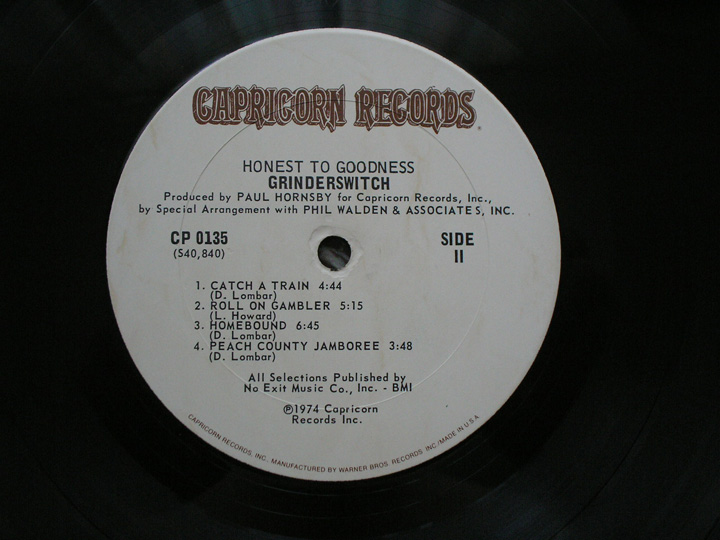 CAPRICORN RECORDS
HONEST TO GOODNESS
GRINDERSWITCH
Produced by PAUL HORNSBY for Capricorn Records, Inc.,
by Special Arrangement with PHIL WALDEN & ASSOCIATES, INC.
CP 0135
(S40,840)
SIDE
II
1. CATCH A TRAIN 4:44
(D. Lombar)
2. ROLL ON GAMBLER 5:15
(L. Howard)
3. HOMEBOUND 6:45
(D. Lombar)
4. PEACH COUNTY JAMBOREE 3:48
(D. Lombar)
All Selections Published by
No Exit Music Co., Inc. - BMI
℗1974 Capricorn
Records Inc.
CAPRICORN RECORDS, INC., MANUFACTURED BY WARNER BROS. RECORDS INC./MADE IN U.S.A.